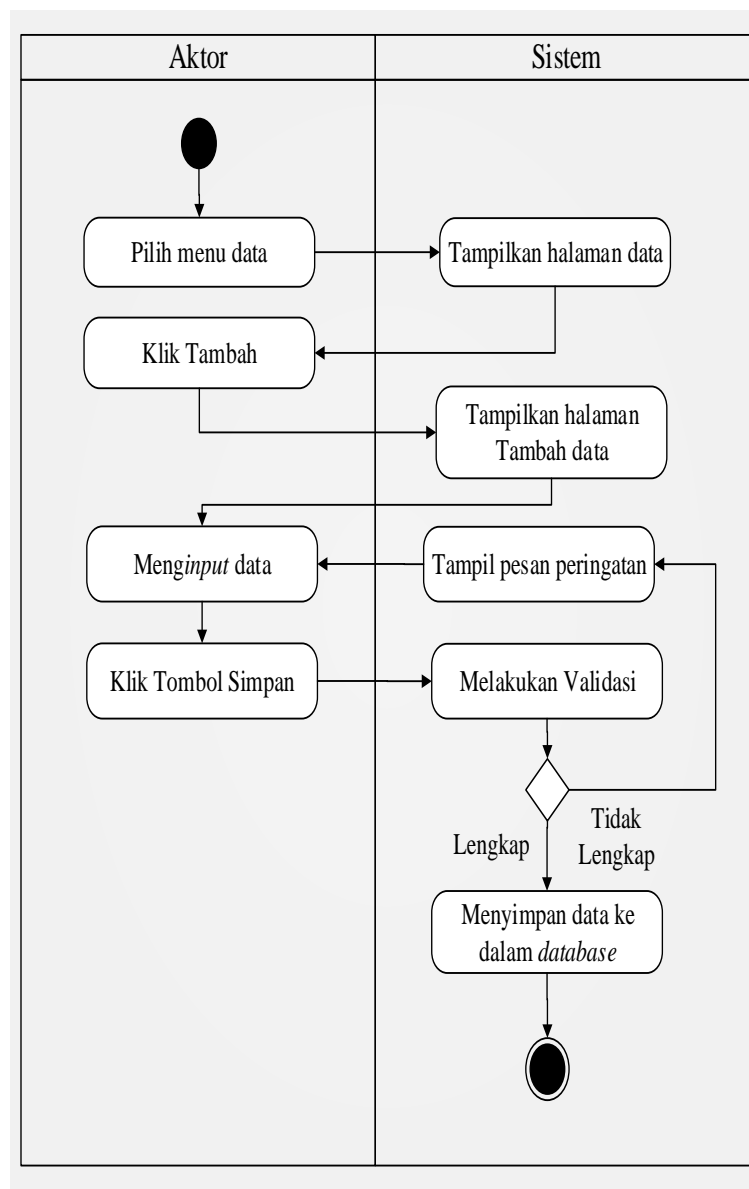 Aktor
Sistem
Pilih menu data
Tampilkan halaman data
Klik Tambah
Tampilkan halaman
Tambah data
Menginput data
Tampil pesan peringatan
Klik Tombol Simpan
Melakukan Validasi
Lengkap
Tidak
Lengkap
Menyimpan data ke
dalam database